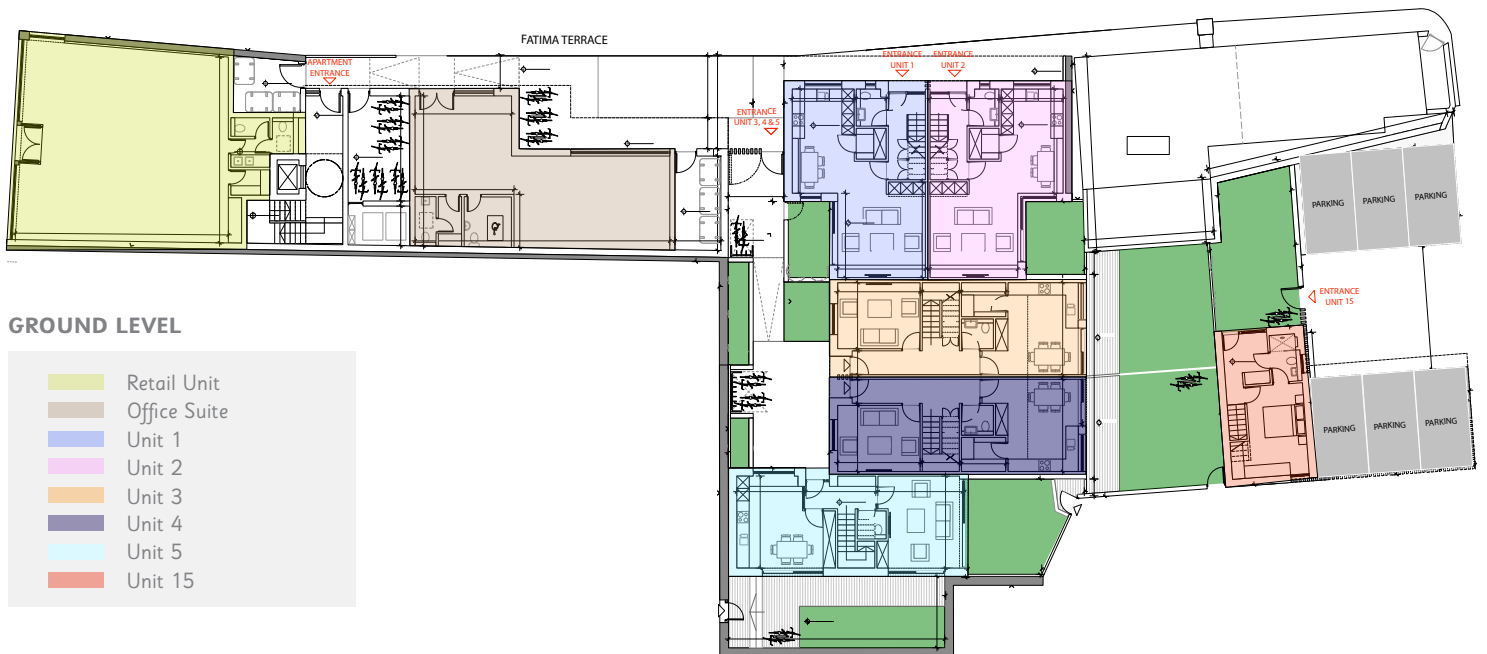 FATIMA TERRACE
APARTMENT
ENTRANCE
ENTRANCE
UNIT 1
ENTRANCE
UNIT 2
ENTRANCE
UNIT 3, 4 & 5
PARKING
PARKING
PARKING
ENTRANCE
UNIT 15
PARKING
PARKING
PARKING
GROUND LEVEL
Retail Unit
Office Suite
Unit 1
Unit 2
Unit 3
Unit 4
Unit 5
Unit 15